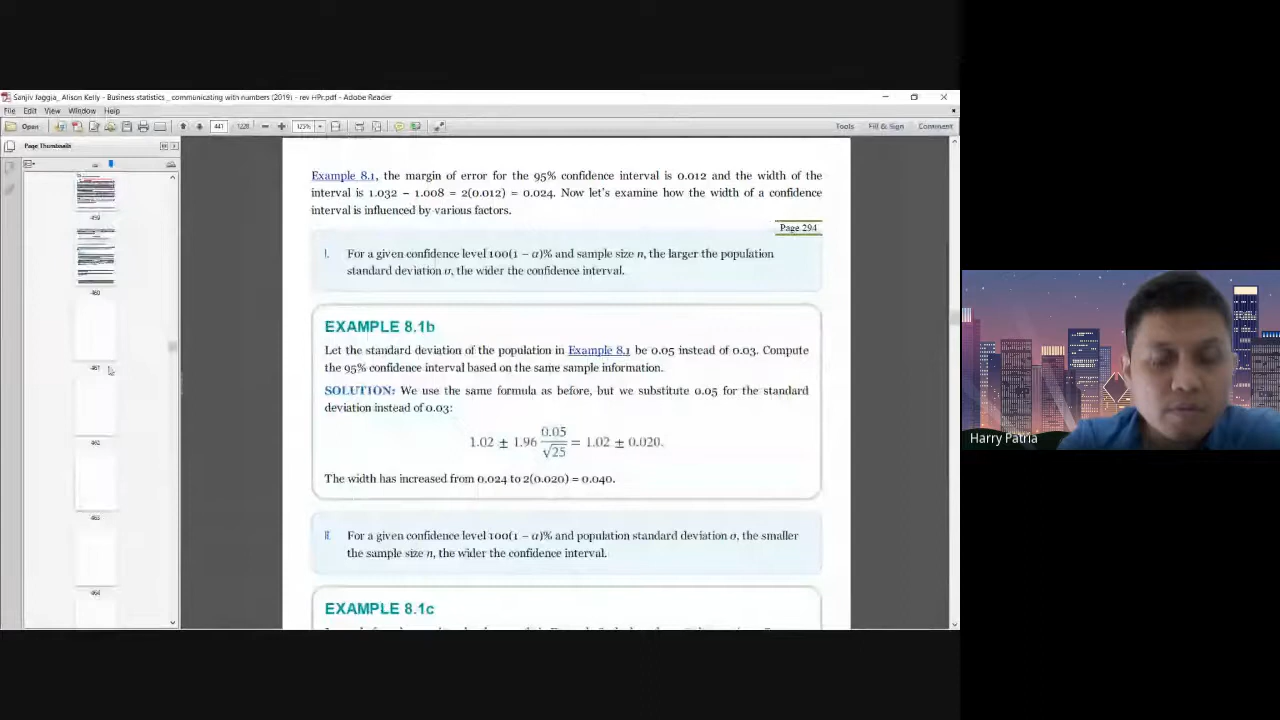 Sanjiv Jaggia_ Alison Kelly - Business statistics _ communicating with numbers (2019) - rev HPr.pdf - Adobe Reader
File Edit View Window Help
Open 441 / 1228 125% Tools Fill & Sign Comment
Page Thumbnails
459
460
461
462
463
464
Example 8.1, the margin of error for the 95% confidence interval is 0.012 and the width of the
interval is 1.032 − 1.008 = 2(0.012) = 0.024. Now let's examine how the width of a confidence
interval is influenced by various factors.
Page 294
I. For a given confidence level 100(1 − α)% and sample size n, the larger the population
standard deviation σ, the wider the confidence interval.
EXAMPLE 8.1b
Let the standard deviation of the population in Example 8.1 be 0.05 instead of 0.03. Compute
the 95% confidence interval based on the same sample information.
SOLUTION: We use the same formula as before, but we substitute 0.05 for the standard
deviation instead of 0.03:
1.02 ± 1.96 0.05/√25 = 1.02 ± 0.020.
The width has increased from 0.024 to 2(0.020) = 0.040.
II. For a given confidence level 100(1 − α)% and population standard deviation σ, the smaller
the sample size n, the wider the confidence interval.
EXAMPLE 8.1c
Harry Patria